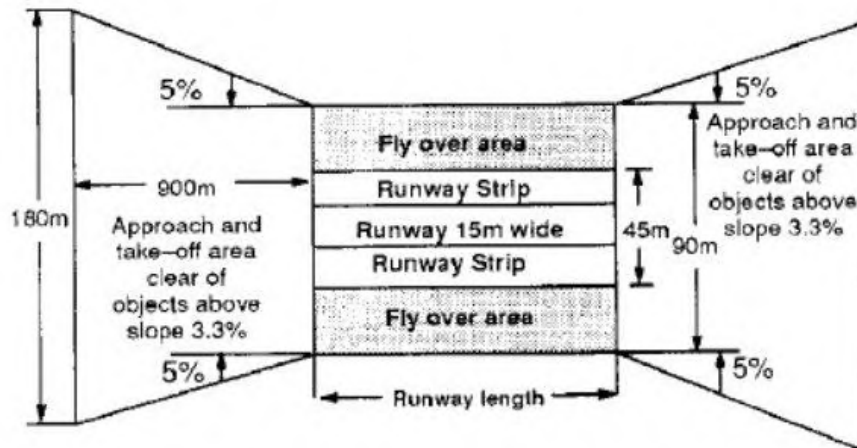 5%
5%
Fly over area
Approach and
take–off area
clear of
objects above
slope 3.3%
900m
Runway Strip
180m
Runway 15m wide
45m
90m
Approach and
take–off area
clear of
objects above
slope 3.3%
Runway Strip
Fly over area
5%
5%
Runway length